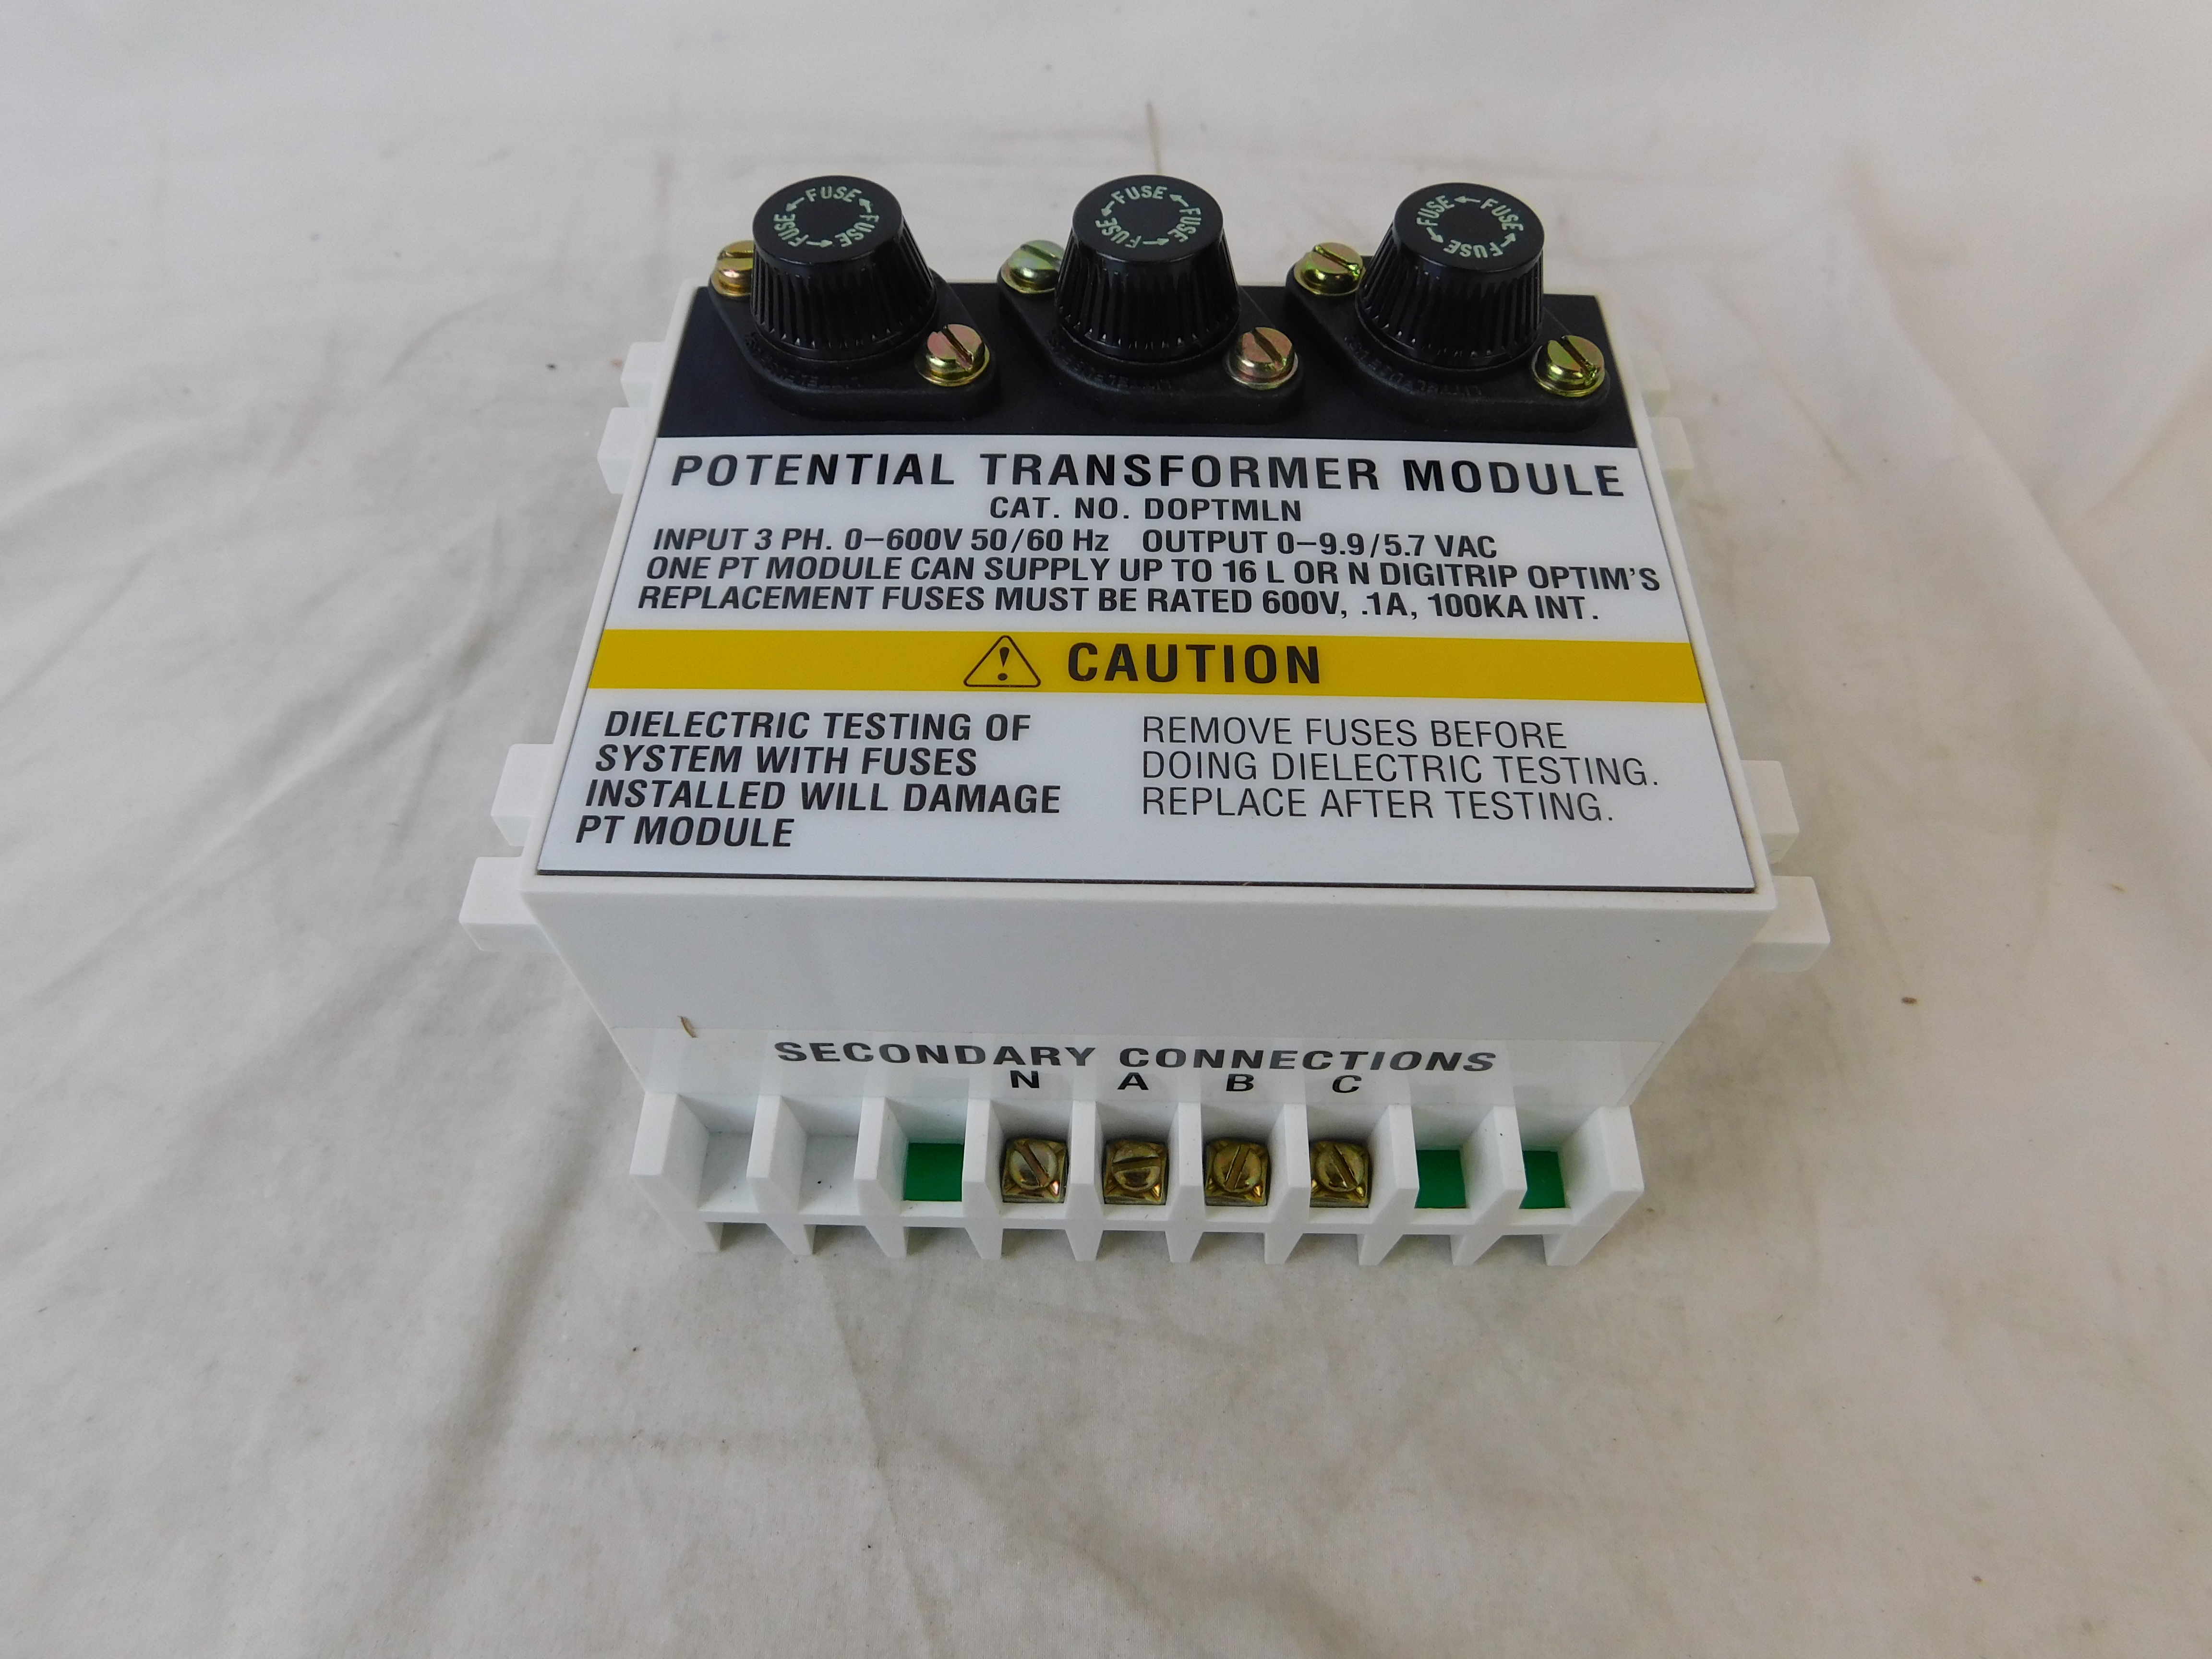 FUSE FUSE FUSE
FUSE FUSE FUSE
FUSE FUSE FUSE
POTENTIAL TRANSFORMER MODULE
CAT. NO. DOPTMLN
INPUT 3 PH. 0-600V 50/60 Hz OUTPUT 0-9.9/5.7 VAC
ONE PT MODULE CAN SUPPLY UP TO 16 L OR N DIGITRIP OPTIM'S
REPLACEMENT FUSES MUST BE RATED 600V, .1A, 100KA INT.
CAUTION
DIELECTRIC TESTING OF
SYSTEM WITH FUSES
INSTALLED WILL DAMAGE
PT MODULE
REMOVE FUSES BEFORE
DOING DIELECTRIC TESTING.
REPLACE AFTER TESTING.
SECONDARY CONNECTIONS
N A B C